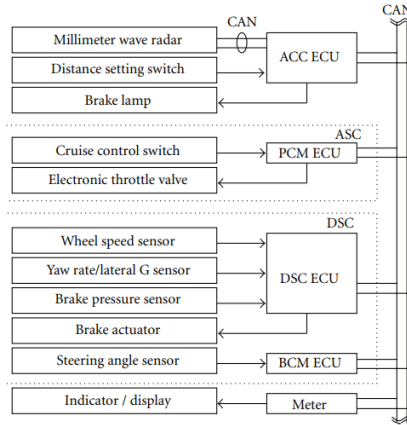 CAN
CAN
Millimeter wave radar
ACC ECU
Distance setting switch
Brake lamp
ASC
Cruise control switch
PCM ECU
Electronic throttle valve
DSC
Wheel speed sensor
Yaw rate/lateral G sensor
DSC ECU
Brake pressure sensor
Brake actuator
Steering angle sensor
BCM ECU
Indicator / display
Meter